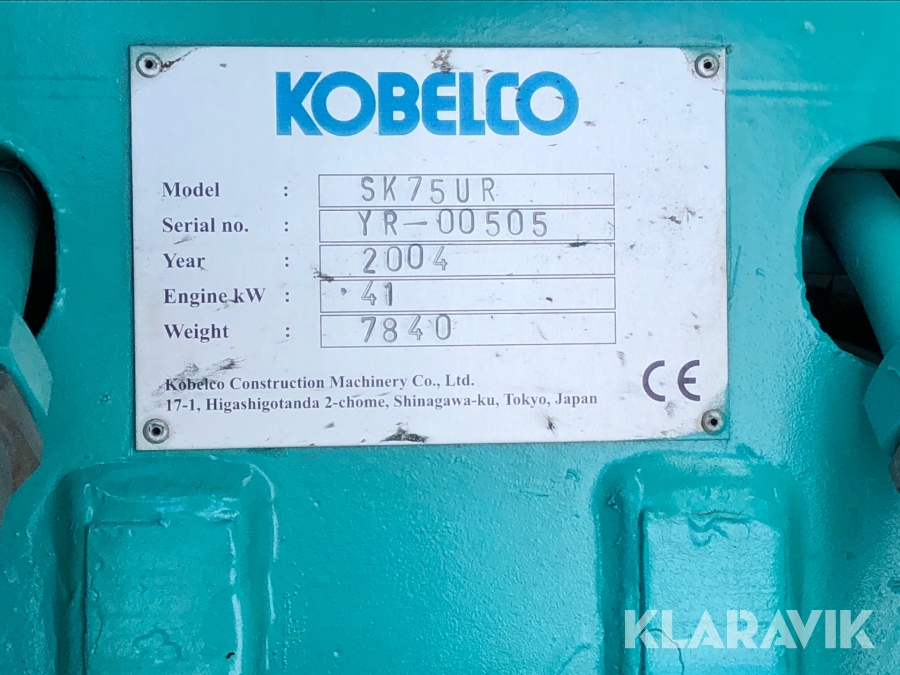 KOBELCO
Model : SK75UR
Serial no. : YR-00505
Year : 2004
Engine kW : 41
Weight : 7840
Kobelco Construction Machinery Co., Ltd.
17-1, Higashigotanda 2-chome, Shinagawa-ku, Tokyo, Japan
CE
KLARAVIK